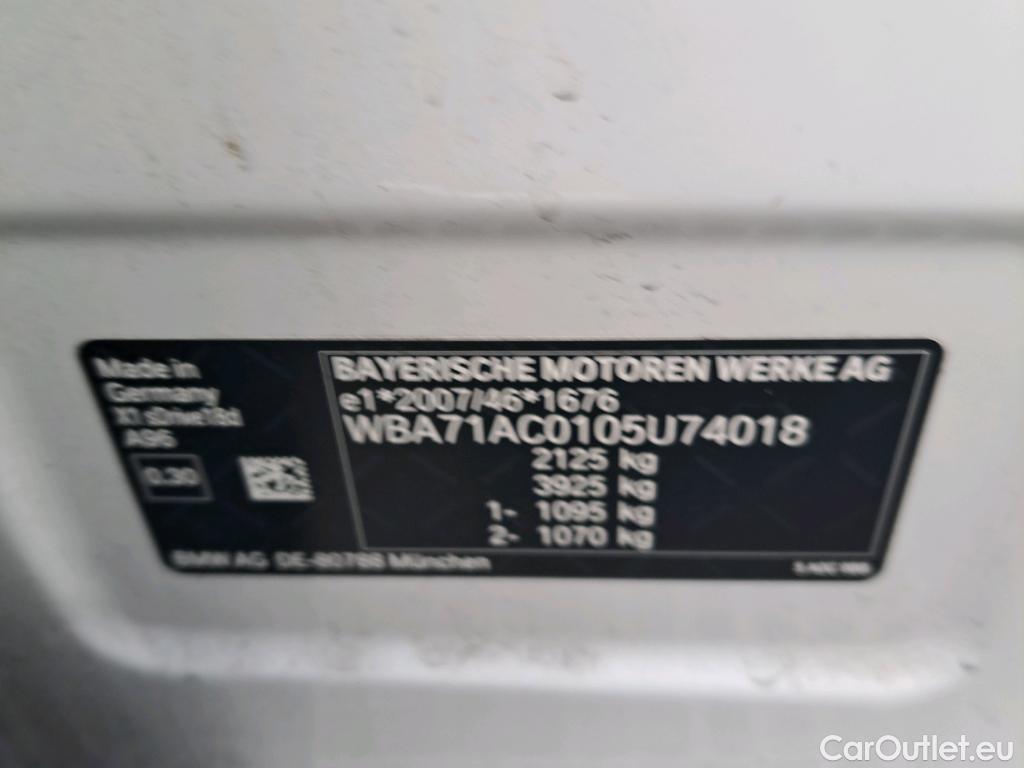 Made in
Germany
X1 sDrive18d
A96
0.30
BAYERISCHE MOTOREN WERKE AG
e1*2007/46*1676
WBA71AC0105U74018
2125 kg
3925 kg
1- 1095 kg
2- 1070 kg
BMW AG DE-80788 München
CarOutlet.eu